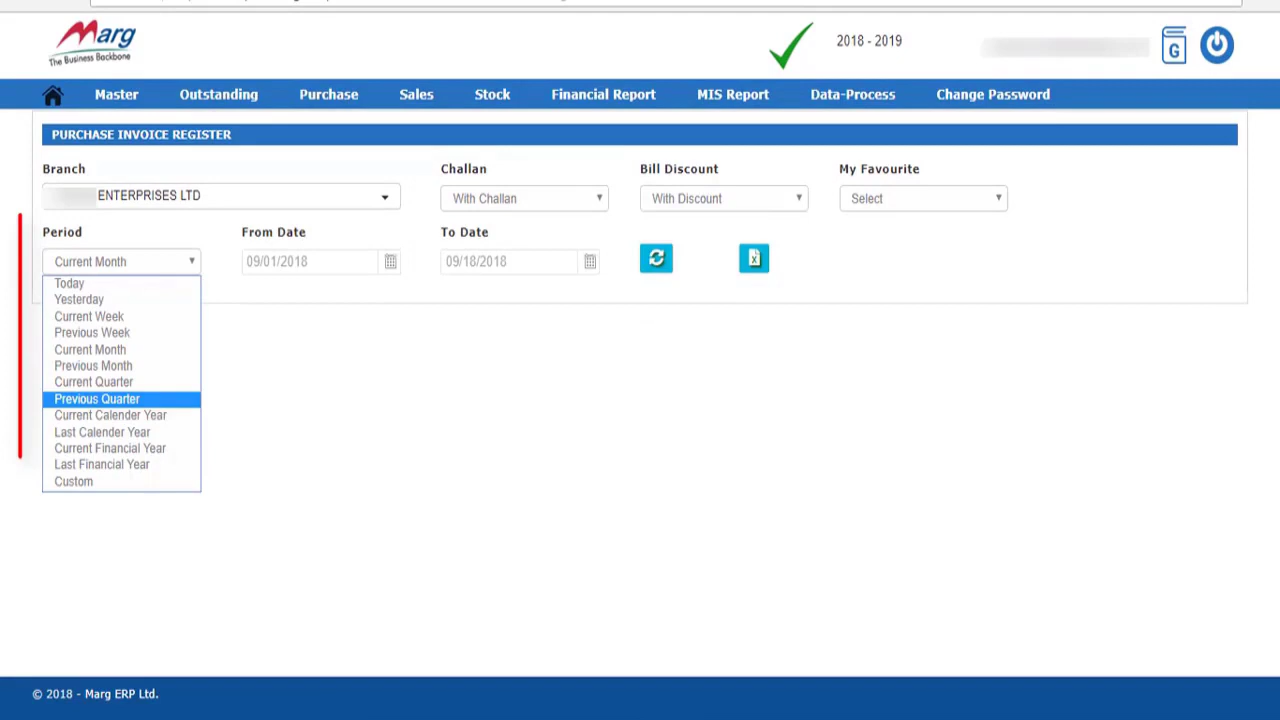 Marg
The Business Backbone
2018 - 2019
G
Master Outstanding Purchase Sales Stock Financial Report MIS Report Data-Process Change Password
PURCHASE INVOICE REGISTER
Branch Challan Bill Discount My Favourite
ENTERPRISES LTD With Challan With Discount Select
Period From Date To Date
Current Month 09/01/2018 09/18/2018
Today
Yesterday
Current Week
Previous Week
Current Month
Previous Month
Current Quarter
Previous Quarter
Current Calender Year
Last Calender Year
Current Financial Year
Last Financial Year
Custom
© 2018 - Marg ERP Ltd.